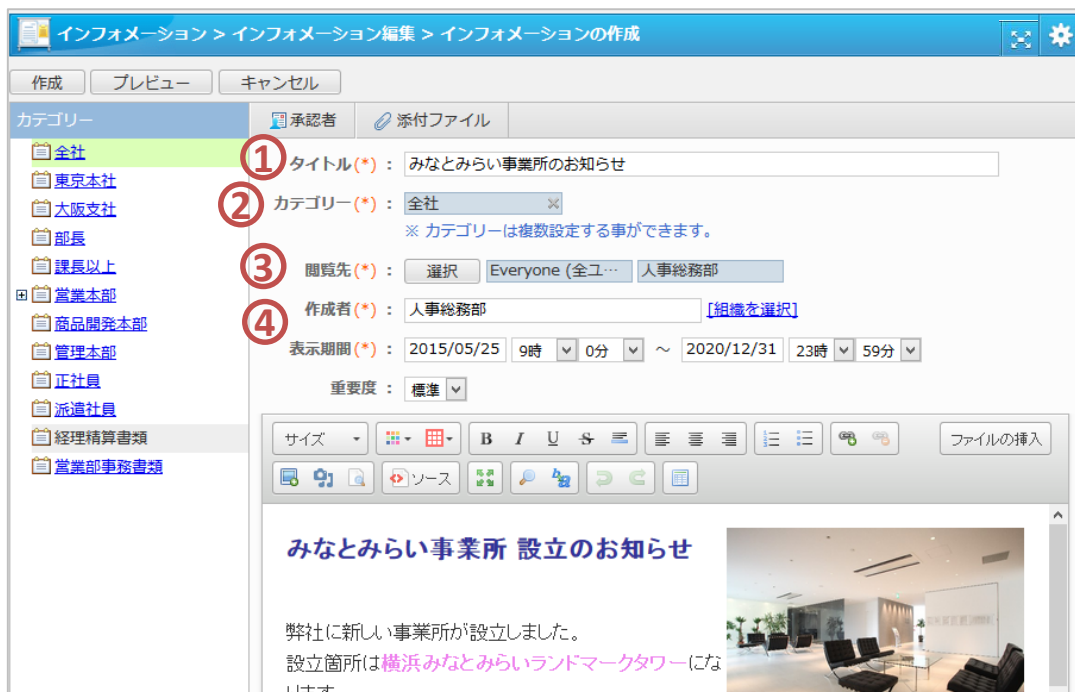 インフォメーション > インフォメーション編集 > インフォメーションの作成
作成 プレビュー キャンセル
カテゴリー
全社
東京本社
大阪支社
部長
課長以上
営業本部
商品開発本部
管理本部
正社員
派遣社員
経理精算書類
営業部事務書類
承認者 添付ファイル
① タイトル(*) : みなとみらい事業所のお知らせ
② カテゴリー(*) : 全社
※ カテゴリーは複数設定する事ができます。
③ 閲覧先(*) : 選択 Everyone (全ユ… 人事総務部
④ 作成者(*) : 人事総務部 [組織を選択]
表示期間(*) : 2015/05/25 9時 0分 ～ 2020/12/31 23時 59分
重要度 : 標準
サイズ B I U S ファイルの挿入
ソース
みなとみらい事業所 設立のお知らせ
弊社に新しい事業所が設立しました。
設立箇所は横浜みなとみらいランドマークタワーにな
ります